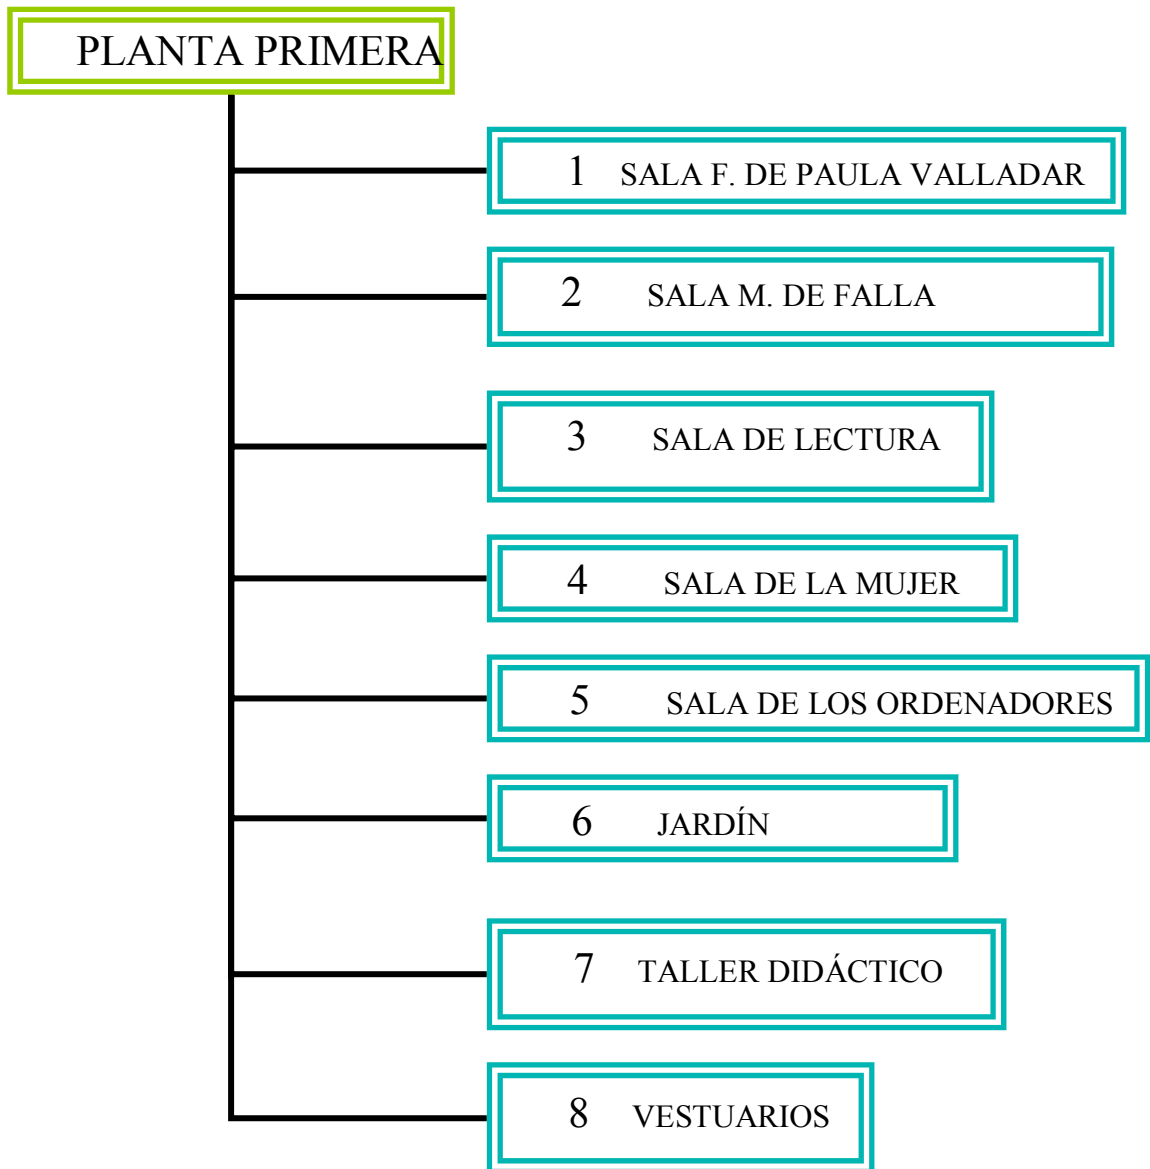 PLANTA PRIMERA
1 SALA F. DE PAULA VALLADAR
2 SALA M. DE FALLA
3 SALA DE LECTURA
4 SALA DE LA MUJER
5 SALA DE LOS ORDENADORES
6 JARDÍN
7 TALLER DIDÁCTICO
8 VESTUARIOS